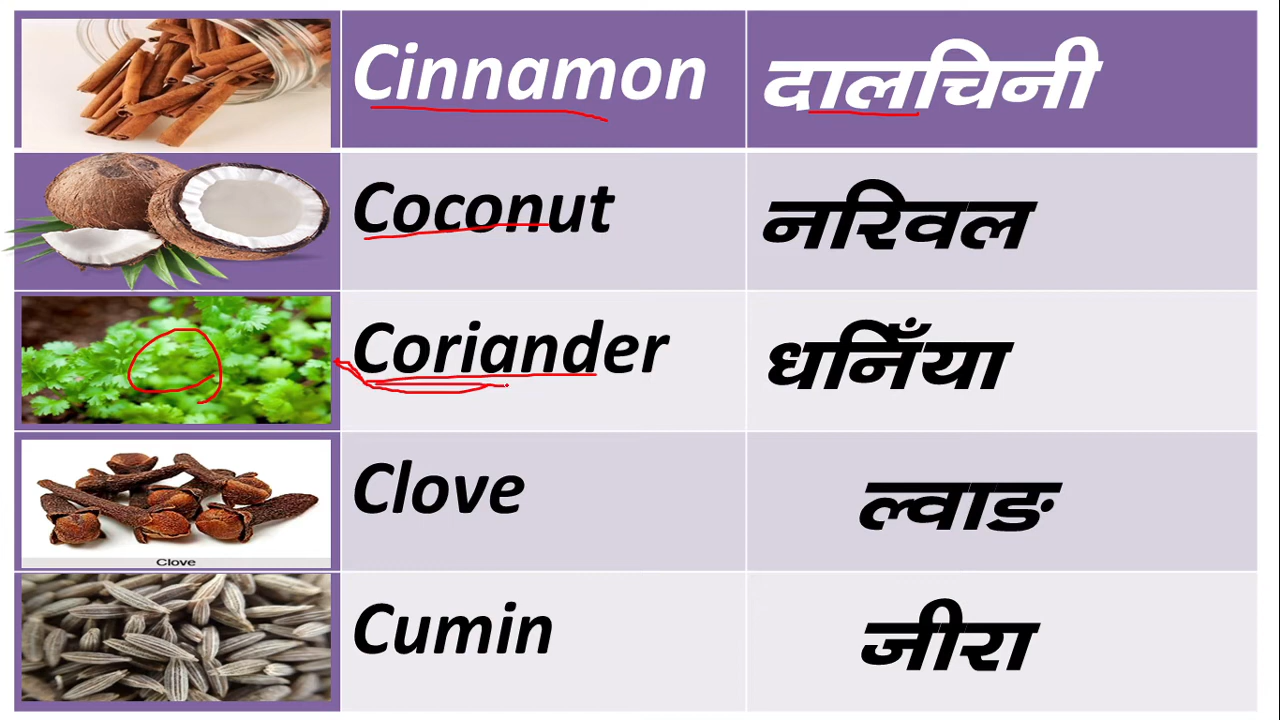 Cinnamon दालचिनी
Coconut नरिवल
Coriander धनिँया
Clove ल्वाङ
Clove
Cumin जीरा